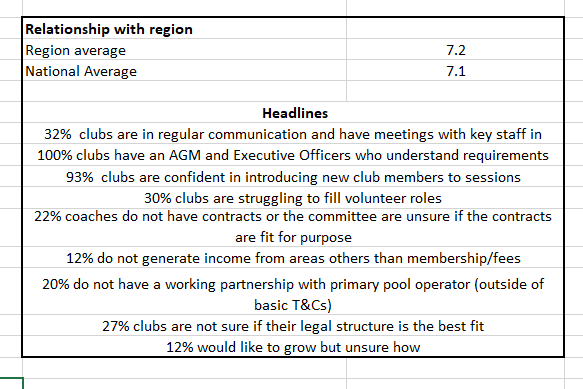 Relationship with region
Region average 7.2
National Average 7.1
Headlines
32% clubs are in regular communication and have meetings with key staff in
100% clubs have an AGM and Executive Officers who understand requirements
93% clubs are confident in introducing new club members to sessions
30% clubs are struggling to fill volunteer roles
22% coaches do not have contracts or the committee are unsure if the contracts
are fit for purpose
12% do not generate income from areas others than membership/fees
20% do not have a working partnership with primary pool operator (outside of
basic T&Cs)
27% clubs are not sure if their legal structure is the best fit
12% would like to grow but unsure how